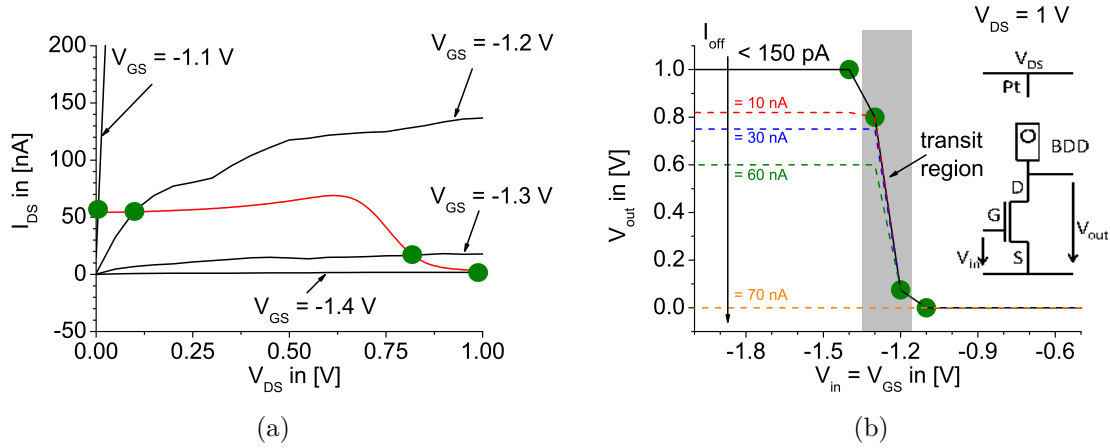 200
150
100
50
0
-50
0.00
0.25
0.50
0.75
1.00
I_DS in [nA]
V_DS in [V]
V_GS = -1.1 V
V_GS = -1.2 V
V_GS = -1.3 V
V_GS = -1.4 V
(a)
V_DS = 1 V
I_off
< 150 pA
= 10 nA
= 30 nA
= 60 nA
= 70 nA
transit
region
1.0
0.8
0.6
0.4
0.2
0.0
-1.8
-1.5
-1.2
-0.9
-0.6
V_out in [V]
V_in = V_GS in [V]
V_DS
Pt
O
BDD
D
G
S
V_in
V_out
(b)